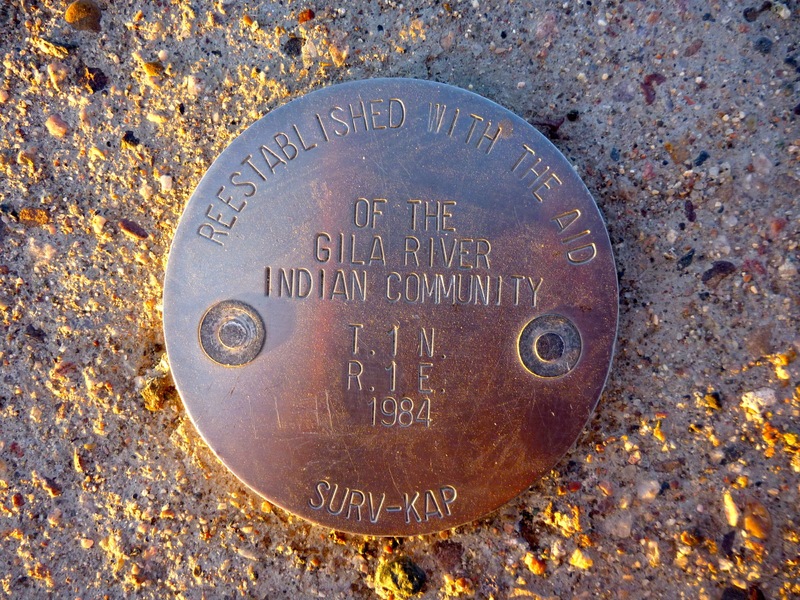 REESTABLISHED WITH THE AID
OF THE
GILA RIVER
INDIAN COMMUNITY
T. 1 N.
R. 1 E.
1984
SURV-KAP